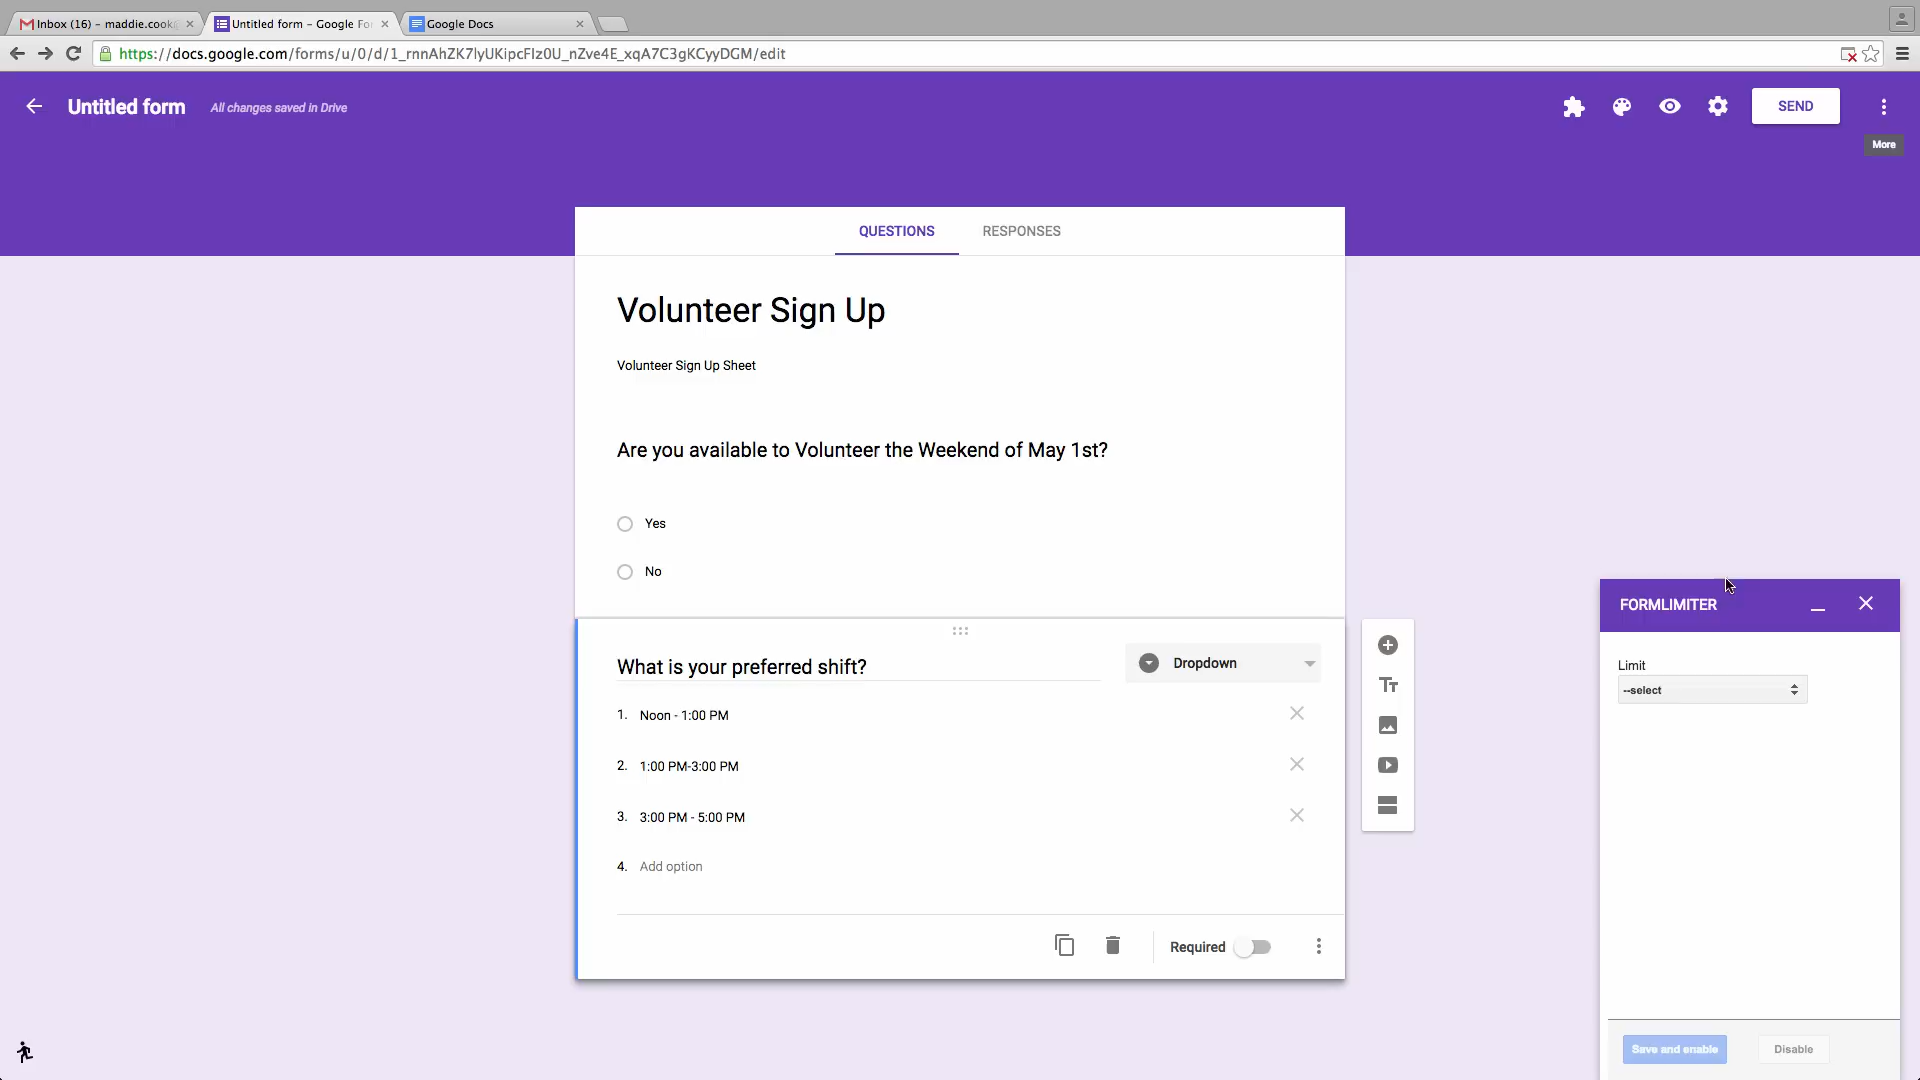 Inbox (16) - maddie.cook
Untitled form - Google Fo
Google Docs
https://docs.google.com/forms/u/0/d/1_rnnAhZK7lyUKipcFIz0U_nZve4E_xqA7C3gKCyyDGM/edit
Untitled form
All changes saved in Drive
SEND
More
QUESTIONS
RESPONSES
Volunteer Sign Up
Volunteer Sign Up Sheet
Are you available to Volunteer the Weekend of May 1st?
Yes
No
What is your preferred shift?
Dropdown
1. Noon - 1:00 PM
2. 1:00 PM-3:00 PM
3. 3:00 PM - 5:00 PM
4. Add option
Required
FORMLIMITER
Limit
--select
Save and enable
Disable